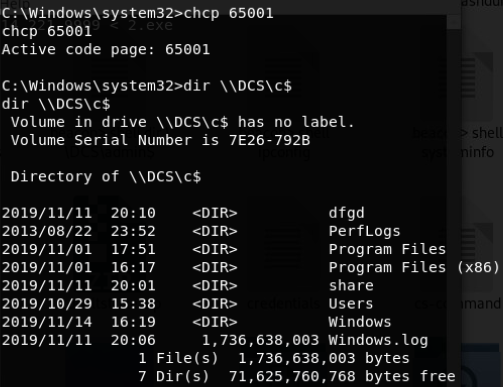 C:\Windows\system32>chcp 65001
chcp 65001
Active code page: 65001
C:\Windows\system32>dir \\DCS\c$
dir \\DCS\c$
 Volume in drive \\DCS\c$ has no label.
 Volume Serial Number is 7E26-792B
 Directory of \\DCS\c$
2019/11/11  20:10    <DIR>          dfgd
2013/08/22  23:52    <DIR>          PerfLogs
2019/11/01  17:51    <DIR>          Program Files
2019/11/01  16:17    <DIR>          Program Files (x86)
2019/11/11  20:01    <DIR>          share
2019/10/29  15:38    <DIR>          Users
2019/11/14  16:19    <DIR>          Windows
2019/11/11  20:06     1,736,638,003 Windows.log
               1 File(s)  1,736,638,003 bytes
               7 Dir(s)  71,625,760,768 bytes free